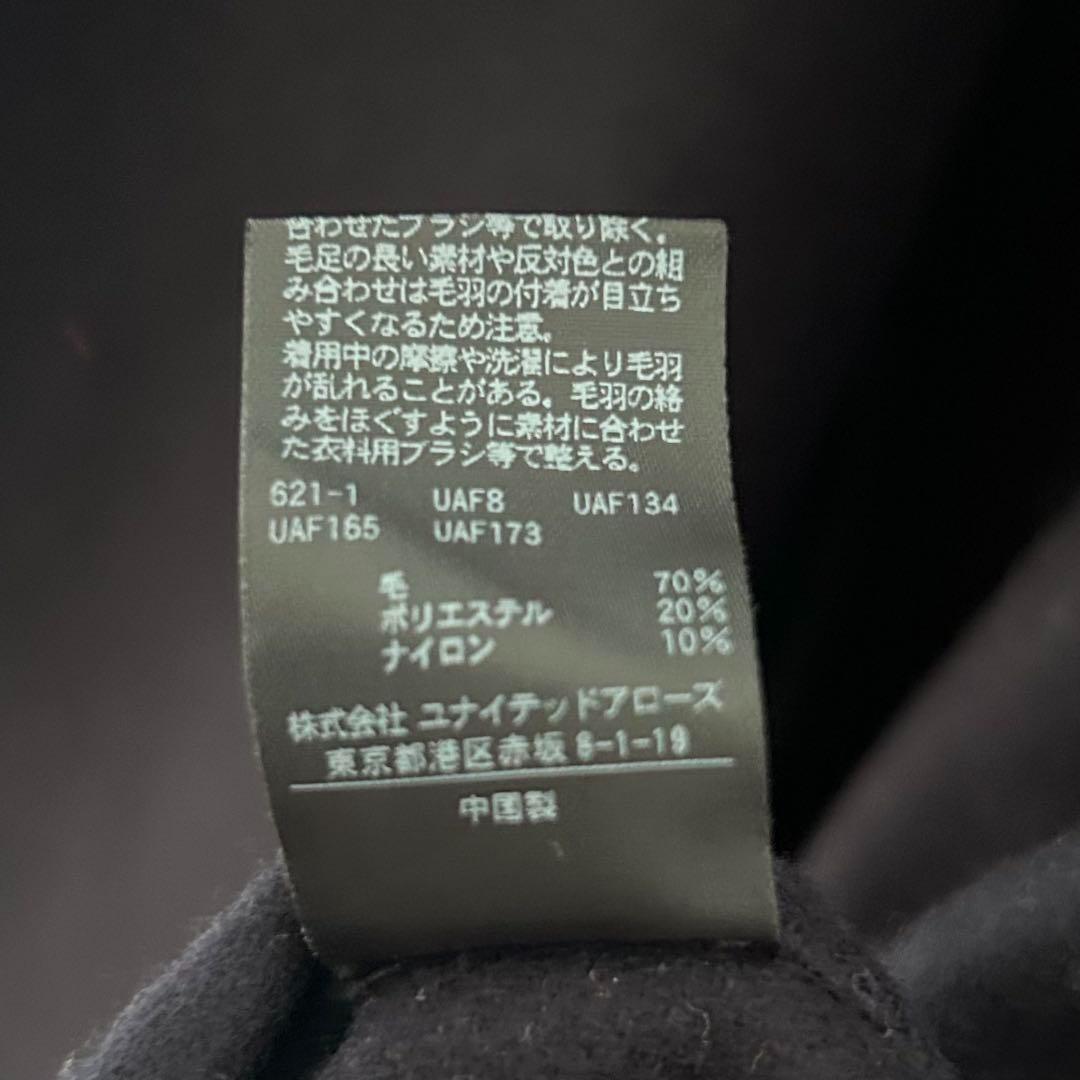 合わせたブラシ等で取り除く。
毛足の長い素材や反対色との組
み合わせは毛羽の付着が目立ち
やすくなるため注意。
着用中の摩擦や洗濯により毛羽
が乱れることがある。毛羽の絡
みをほぐすように素材に合わせ
た衣料用ブラシ等で整える。
621-1 UAF8 UAF134
UAF165 UAF173
毛 70%
ポリエステル 20%
ナイロン 10%
株式会社 ユナイテッドアローズ
東京都港区赤坂8-1-19
中国製